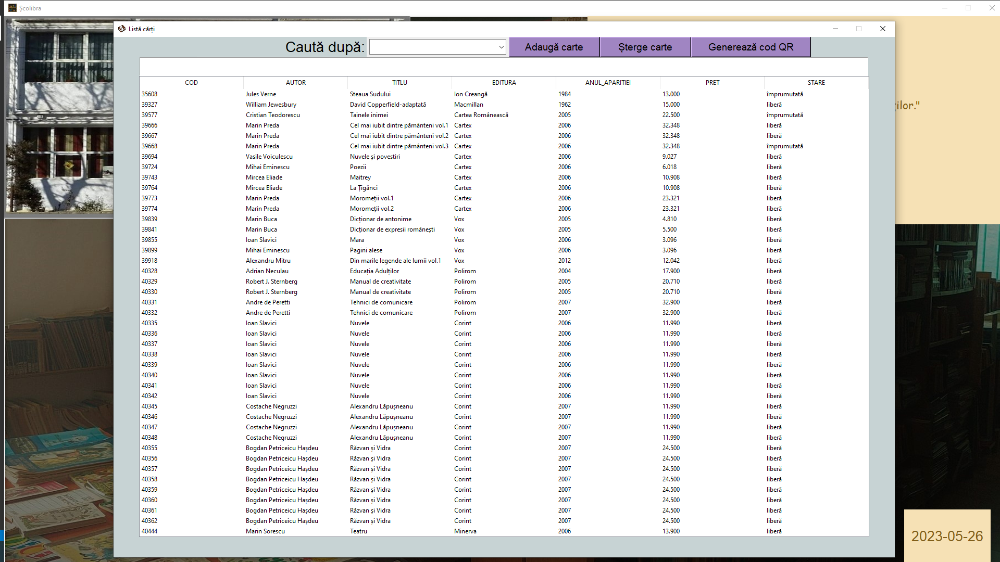 Școlibra
Listă cărți
Caută după: Adaugă carte Șterge carte Generează cod QR
COD AUTOR TITLU EDITURA ANUL_APARITIEI PRET STARE
35608 Jules Verne Steaua Sudului Ion Creangă 1984 13.000 împrumutată
39327 William Jewesbury David Copperfield-adaptată Macmillan 1962 15.000 liberă
ților."
39577 Cristian Teodorescu Tainele inimei Cartea Românească 2005 22.500 împrumutată
39666 Marin Preda Cel mai iubit dintre pământeni vol.1 Cartex 2006 32.348 liberă
39667 Marin Preda Cel mai iubit dintre pământeni vol.2 Cartex 2006 32.348 liberă
39668 Marin Preda Cel mai iubit dintre pământeni vol.3 Cartex 2006 32.348 împrumutată
39694 Vasile Voiculescu Nuvele și povestiri Cartex 2006 9.027 liberă
39724 Mihai Eminescu Poezii Cartex 2006 6.018 liberă
39743 Mircea Eliade Maitrey Cartex 2006 10.908 liberă
39764 Mircea Eliade La Țigănci Cartex 2006 10.908 liberă
39773 Marin Preda Moromeții vol.1 Cartex 2006 23.321 liberă
39774 Marin Preda Moromeții vol.2 Cartex 2006 23.321 liberă
39839 Marin Buca Dicționar de antonime Vox 2005 4.810 liberă
39841 Marin Buca Dicționar de expresii românești Vox 2005 5.500 liberă
39855 Ioan Slavici Mara Vox 2006 3.096 liberă
39899 Mihai Eminescu Pagini alese Vox 2006 3.096 liberă
39918 Alexandru Mitru Din marile legende ale lumii vol.1 Vox 2012 12.042 liberă
40328 Adrian Neculau Educația Adulților Polirom 2004 17.900 liberă
40329 Robert J. Sternberg Manual de creativitate Polirom 2005 20.710 liberă
40330 Robert J. Sternberg Manual de creativitate Polirom 2005 20.710 liberă
40331 Andre de Peretti Tehnici de comunicare Polirom 2007 32.900 liberă
40332 Andre de Peretti Tehnici de comunicare Polirom 2007 32.900 liberă
40335 Ioan Slavici Nuvele Corint 2006 11.990 liberă
40336 Ioan Slavici Nuvele Corint 2006 11.990 liberă
40337 Ioan Slavici Nuvele Corint 2006 11.990 liberă
40338 Ioan Slavici Nuvele Corint 2006 11.990 liberă
40339 Ioan Slavici Nuvele Corint 2006 11.990 liberă
40340 Ioan Slavici Nuvele Corint 2006 11.990 liberă
40341 Ioan Slavici Nuvele Corint 2006 11.990 liberă
40342 Ioan Slavici Nuvele Corint 2006 11.990 liberă
40345 Costache Negruzzi Alexandru Lăpușneanu Corint 2007 11.990 liberă
40346 Costache Negruzzi Alexandru Lăpușneanu Corint 2007 11.990 liberă
40347 Costache Negruzzi Alexandru Lăpușneanu Corint 2007 11.990 liberă
40348 Costache Negruzzi Alexandru Lăpușneanu Corint 2007 11.990 liberă
40355 Bogdan Petriceicu Hașdeu Răzvan și Vidra Corint 2007 24.500 liberă
40356 Bogdan Petriceicu Hașdeu Răzvan și Vidra Corint 2007 24.500 liberă
40357 Bogdan Petriceicu Hașdeu Răzvan și Vidra Corint 2007 24.500 liberă
40358 Bogdan Petriceicu Hașdeu Răzvan și Vidra Corint 2007 24.500 liberă
40359 Bogdan Petriceicu Hașdeu Răzvan și Vidra Corint 2007 24.500 liberă
40360 Bogdan Petriceicu Hașdeu Răzvan și Vidra Corint 2007 24.500 liberă
40361 Bogdan Petriceicu Hașdeu Răzvan și Vidra Corint 2007 24.500 liberă
40362 Bogdan Petriceicu Hașdeu Răzvan și Vidra Corint 2007 24.500 liberă
40444 Marin Sorescu Teatru Minerva 2006 13.900 liberă
2023-05-26